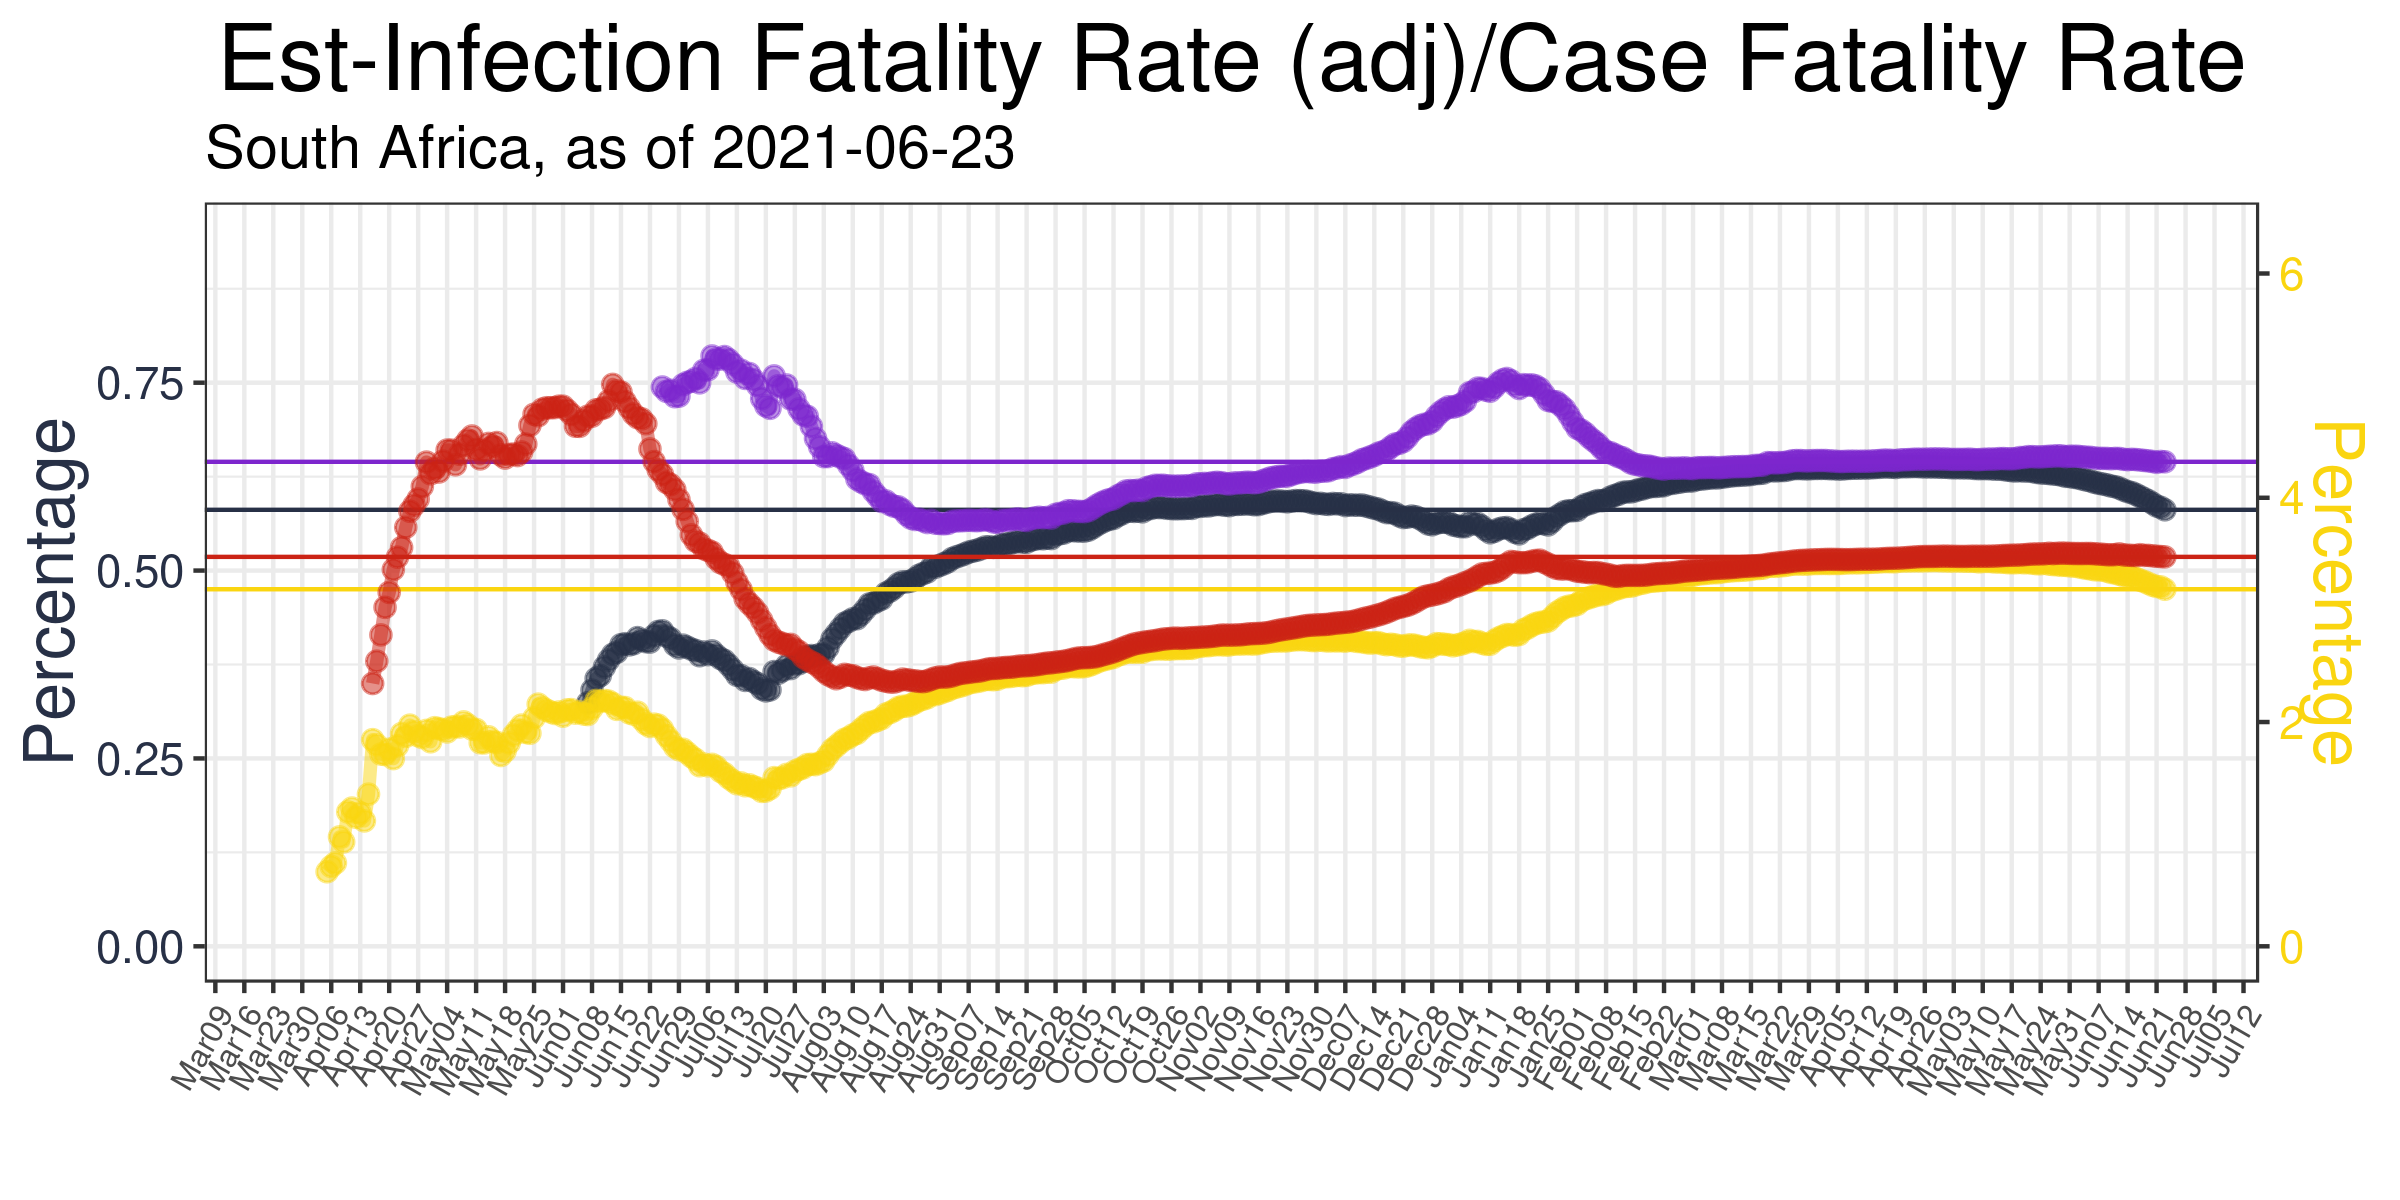 Est-Infection Fatality Rate (adj)/Case Fatality Rate
South Africa, as of 2021-06-23
Percentage
0.75
0.50
0.25
0.00
6
4
2
0
Percentage
Mar09
Mar16
Mar23
Mar30
Apr06
Apr13
Apr20
Apr27
May04
May11
May18
May25
Jun01
Jun08
Jun15
Jun22
Jun29
Jul06
Jul13
Jul20
Jul27
Aug03
Aug10
Aug17
Aug24
Aug31
Sep07
Sep14
Sep21
Sep28
Oct05
Oct12
Oct19
Oct26
Nov02
Nov09
Nov16
Nov23
Nov30
Dec07
Dec14
Dec21
Dec28
Jan04
Jan11
Jan18
Jan25
Feb01
Feb08
Feb15
Feb22
Mar01
Mar08
Mar15
Mar22
Mar29
Apr05
Apr12
Apr19
Apr26
May03
May10
May17
May24
May31
Jun07
Jun14
Jun21
Jun28
Jul05
Jul12